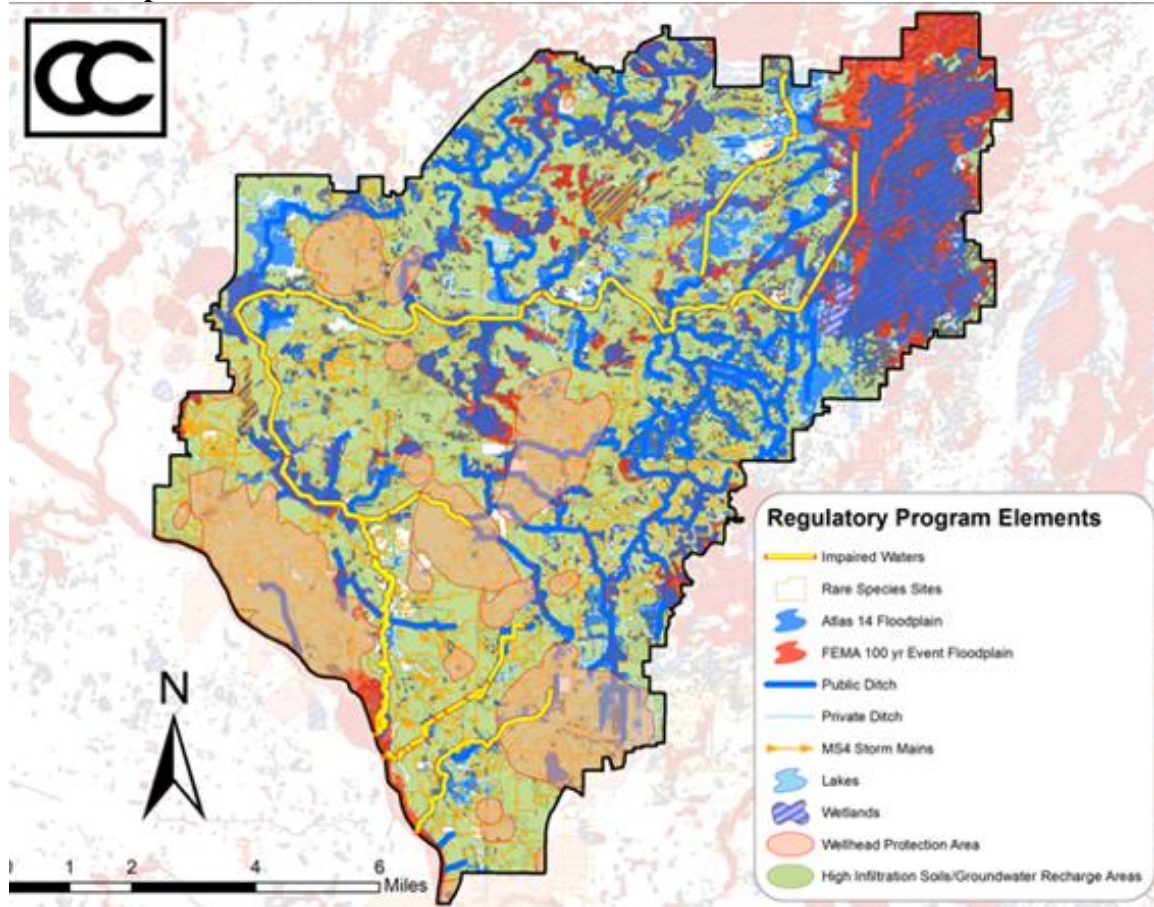 CC
N
1 2 4 6
Miles
Regulatory Program Elements
Impaired Waters
Rare Species Sites
Atlas 14 Floodplain
FEMA 100 yr Event Floodplain
Public Ditch
Private Ditch
MS4 Storm Mains
Lakes
Wetlands
Wellhead Protection Area
High Infiltration Soils/Groundwater Recharge Areas